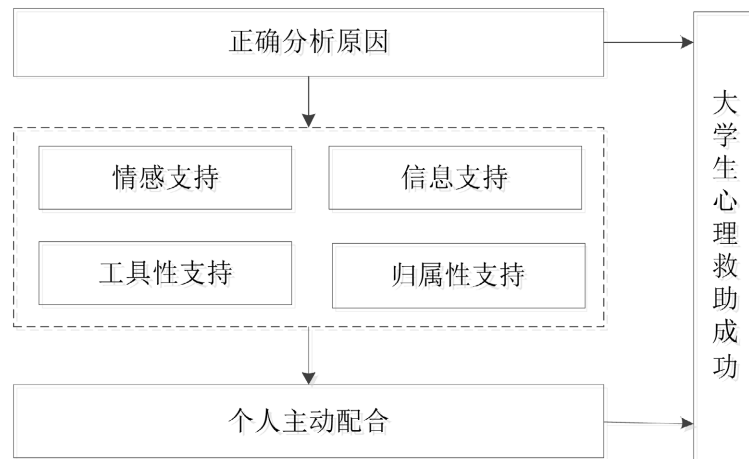 正确分析原因
情感支持
信息支持
工具性支持
归属性支持
个人主动配合
大学生心理救助成功